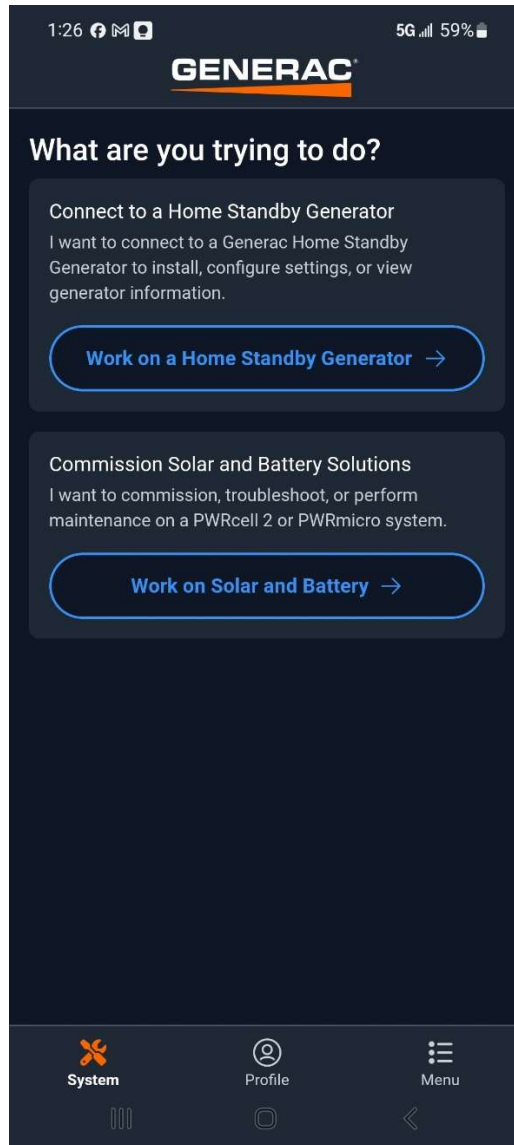 1:26 5G 59%
GENERAC
What are you trying to do?
Connect to a Home Standby Generator
I want to connect to a Generac Home Standby
Generator to install, configure settings, or view
generator information.
Work on a Home Standby Generator →
Commission Solar and Battery Solutions
I want to commission, troubleshoot, or perform
maintenance on a PWRcell 2 or PWRmicro system.
Work on Solar and Battery →
System Profile Menu